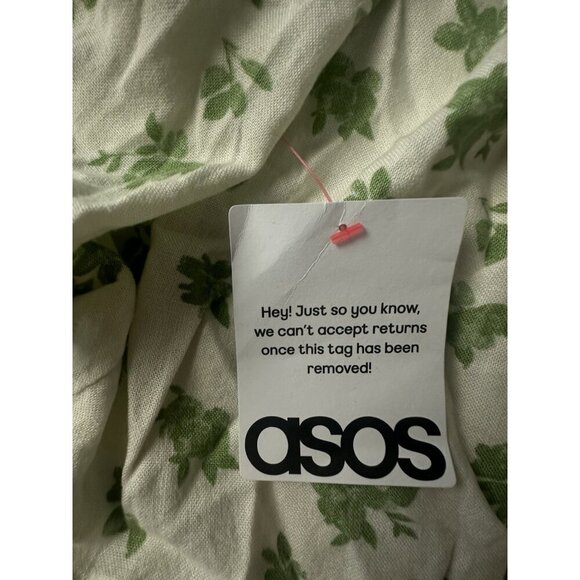 Hey! Just so you know,
we can't accept returns
once this tag has been
removed!
asos